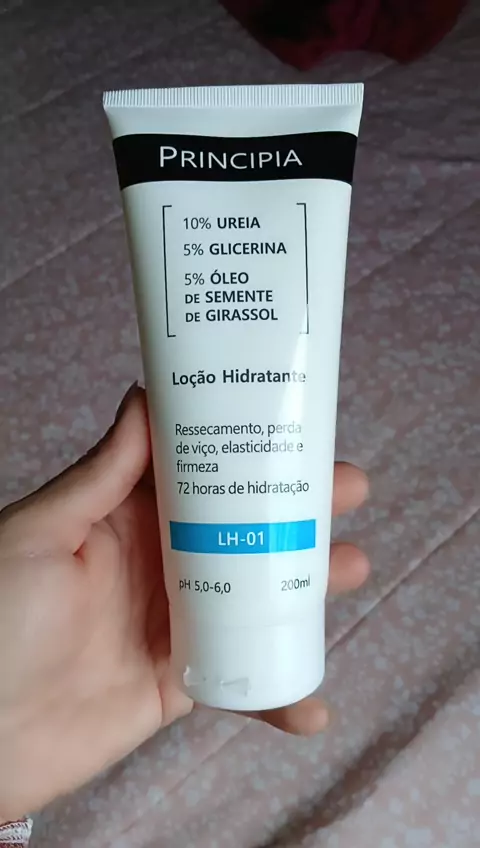 PRINCIPIA
10% UREIA
5% GLICERINA
5% ÓLEO
DE SEMENTE
DE GIRASSOL
Loção Hidratante
Ressecamento, perda
de viço, elasticidade e
firmeza
72 horas de hidratação
LH-01
pH 5,0-6,0 200ml